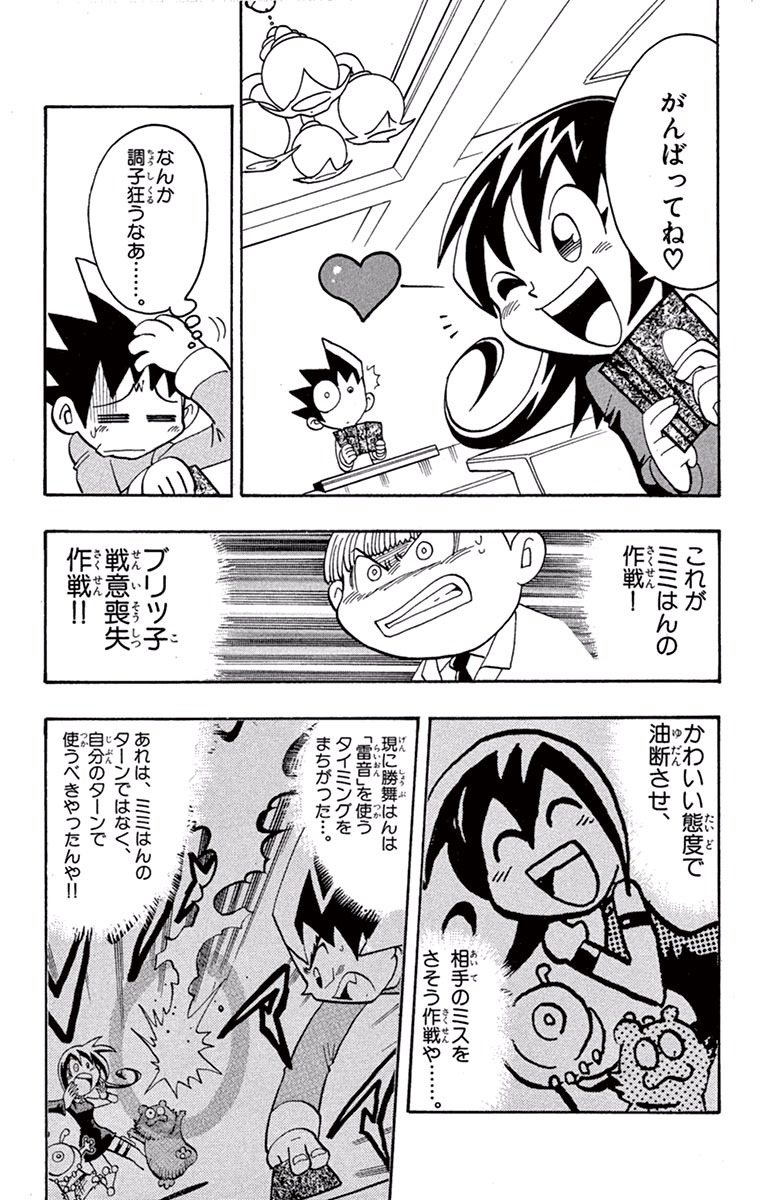 がんばってね♡
なんか
調子狂うなあ……。
これが
ミミはんの
作戦！
ブリッ子
戦意喪失
作戦!!
かわいい態度で
油断させ、
相手のミスを
さそう作戦や……。
現に勝舞はんは
「雷音」を使う
タイミングを
まちがった…。
あれは、ミミはんの
ターンではなく、
自分のターンで
使うべきやったんや!!